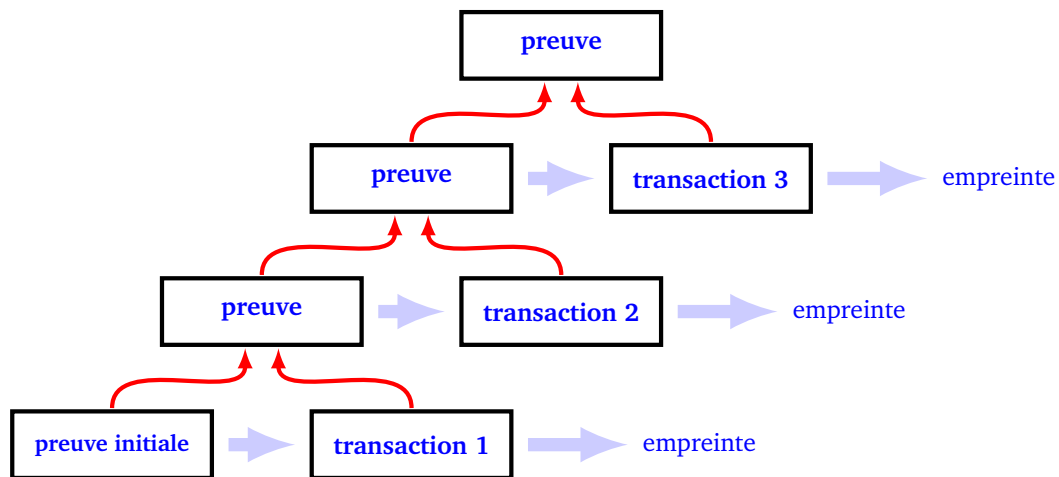 preuve
preuve
transaction 3
empreinte
preuve
transaction 2
empreinte
preuve initiale
transaction 1
empreinte